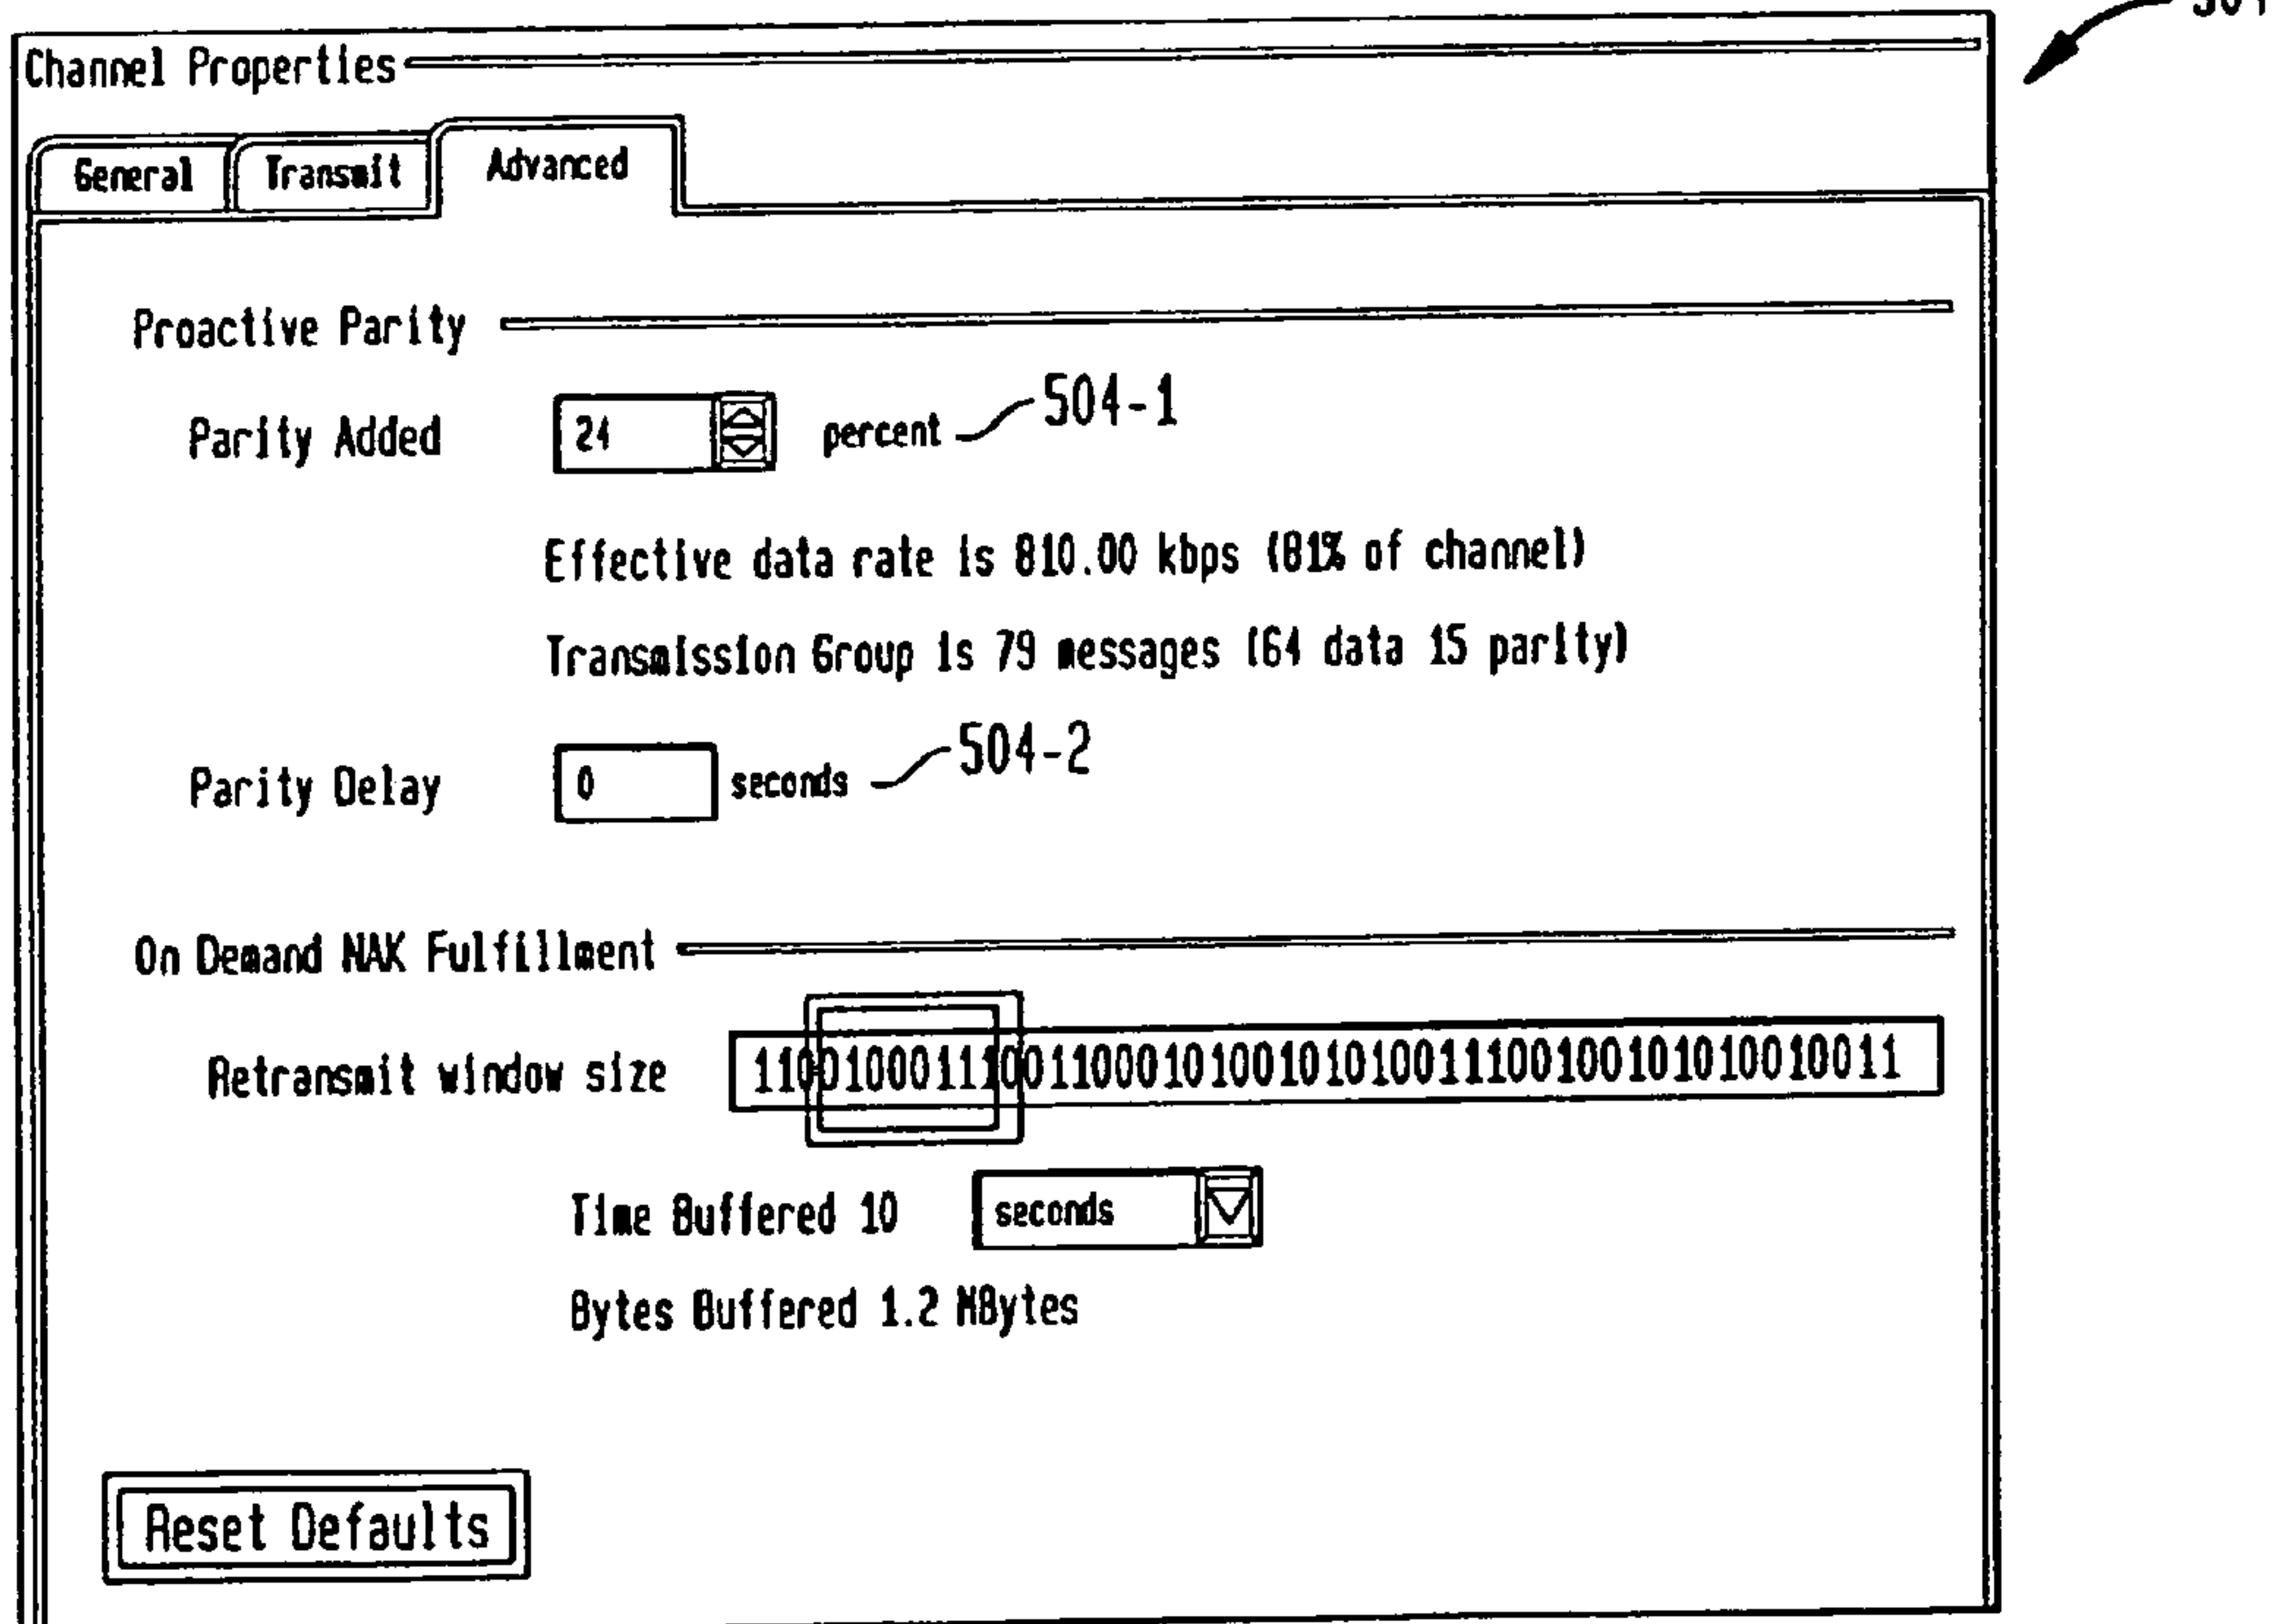 Channel Properties
General Transmit Advanced
Proactive Parity
Parity Added 24 percent 504-1
Effective data rate is 810.00 kbps (81% of channel)
Transmission Group is 79 messages (64 data 15 parity)
Parity Delay 0 seconds 504-2
On Demand NAK Fulfillment
Retransmit window size 11001000111001100010100101010011100100101010010011
Time Buffered 10 seconds
Bytes Buffered 1.2 MBytes
Reset Defaults